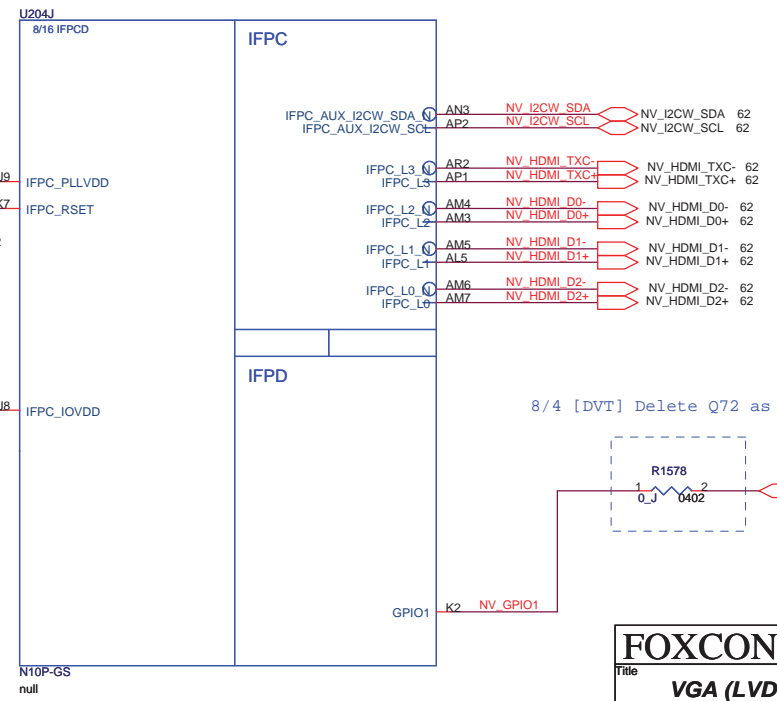 U204J
8/16 IFPCD
IFPC
IFPC_AUX_I2CW_SDA_N AN3 NV_I2CW_SDA NV_I2CW_SDA 62
IFPC_AUX_I2CW_SCL AP2 NV_I2CW_SCL NV_I2CW_SCL 62
IFPC_L3_N AR2 NV_HDMI_TXC- NV_HDMI_TXC- 62
IFPC_PLLVDD IFPC_L3 AP1 NV_HDMI_TXC+ NV_HDMI_TXC+ 62
IFPC_RSET IFPC_L2_N AM4 NV_HDMI_D0- NV_HDMI_D0- 62
IFPC_L2 AM3 NV_HDMI_D0+ NV_HDMI_D0+ 62
IFPC_L1_N AM5 NV_HDMI_D1- NV_HDMI_D1- 62
IFPC_L1 AL5 NV_HDMI_D1+ NV_HDMI_D1+ 62
IFPC_L0_N AM6 NV_HDMI_D2- NV_HDMI_D2- 62
IFPC_L0 AM7 NV_HDMI_D2+ NV_HDMI_D2+ 62
IFPD
IFPC_IOVDD
8/4 [DVT] Delete Q72 as
R1578
1 2
0_J 0402
GPIO1 K2 NV_GPIO1
N10P-GS
null
FOXCON
Title
VGA (LVD